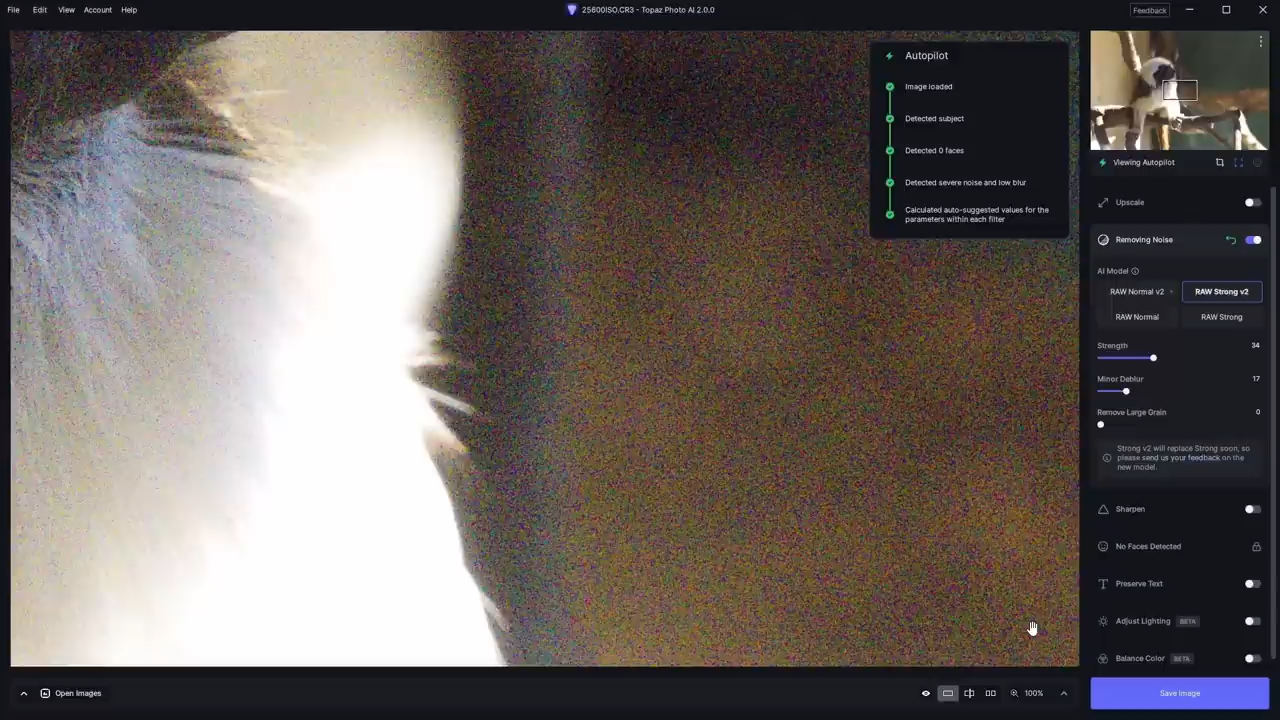 File Edit View Account Help
25600ISO.CR3 - Topaz Photo AI 2.0.0
Feedback
Autopilot
Image loaded
Detected subject
Detected 0 faces
Detected severe noise and low blur
Calculated auto-suggested values for the
parameters within each filter
Viewing Autopilot
Upscale
Removing Noise
AI Model
RAW Normal v2 RAW Strong v2
RAW Normal RAW Strong
Strength 34
Minor Deblur 17
Remove Large Grain 0
Strong v2 will replace Strong soon, so
please send us your feedback on the
new model.
Sharpen
No Faces Detected
Preserve Text
Adjust Lighting BETA
Balance Color BETA
Open Images
100%
Save Image